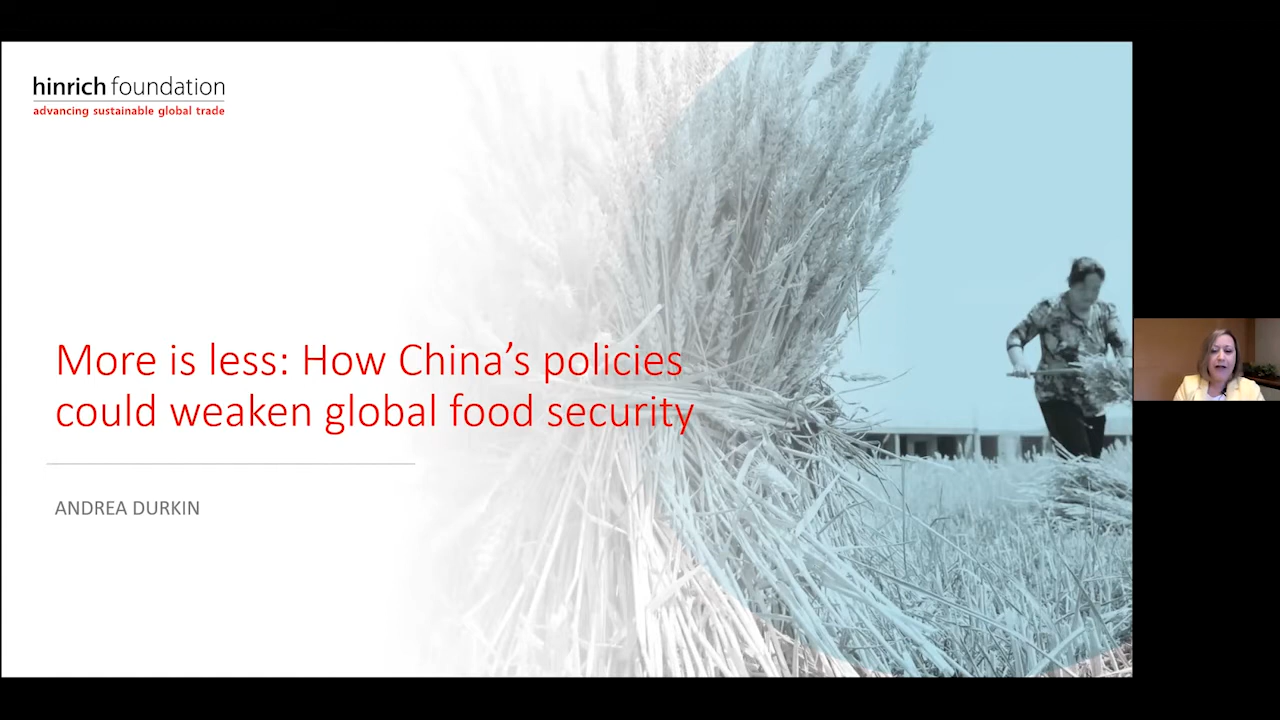 hinrich foundation
advancing sustainable global trade
More is less: How China’s policies
could weaken global food security
ANDREA DURKIN